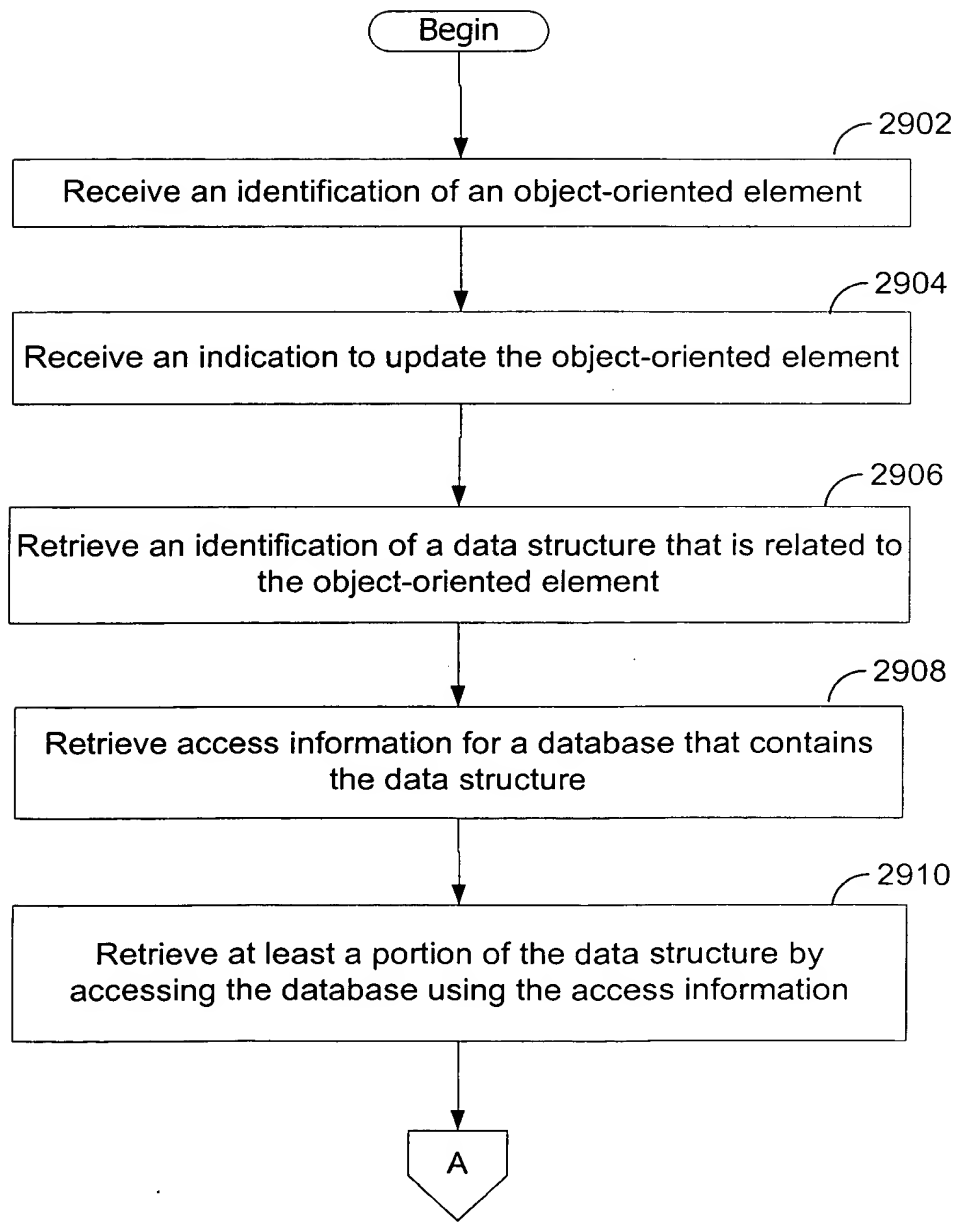 Begin
2902
Receive an identification of an object-oriented element
2904
Receive an indication to update the object-oriented element
2906
Retrieve an identification of a data structure that is related to
the object-oriented element
2908
Retrieve access information for a database that contains
the data structure
2910
Retrieve at least a portion of the data structure by
accessing the database using the access information
A